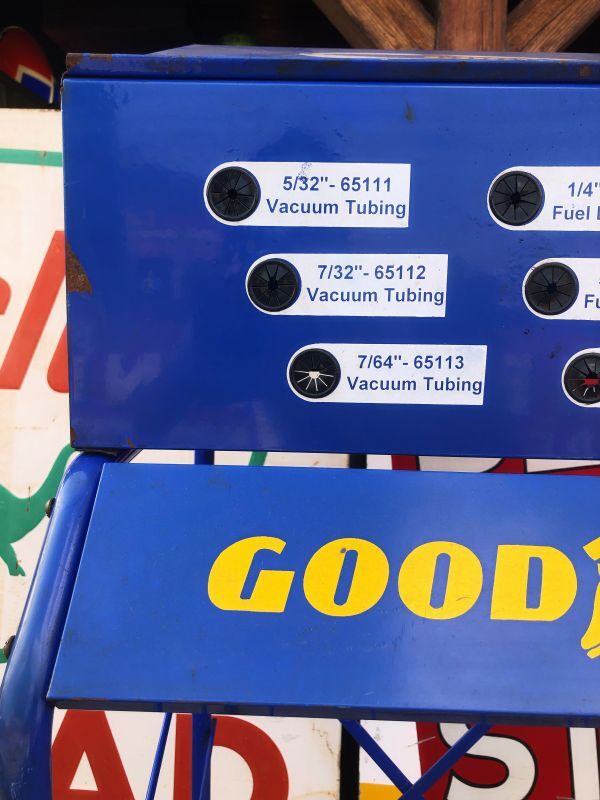 5/32"- 65111
Vacuum Tubing
1/4"
Fuel
7/32"- 65112
Vacuum Tubing
7/64"- 65113
Vacuum Tubing
GOOD
AD
S